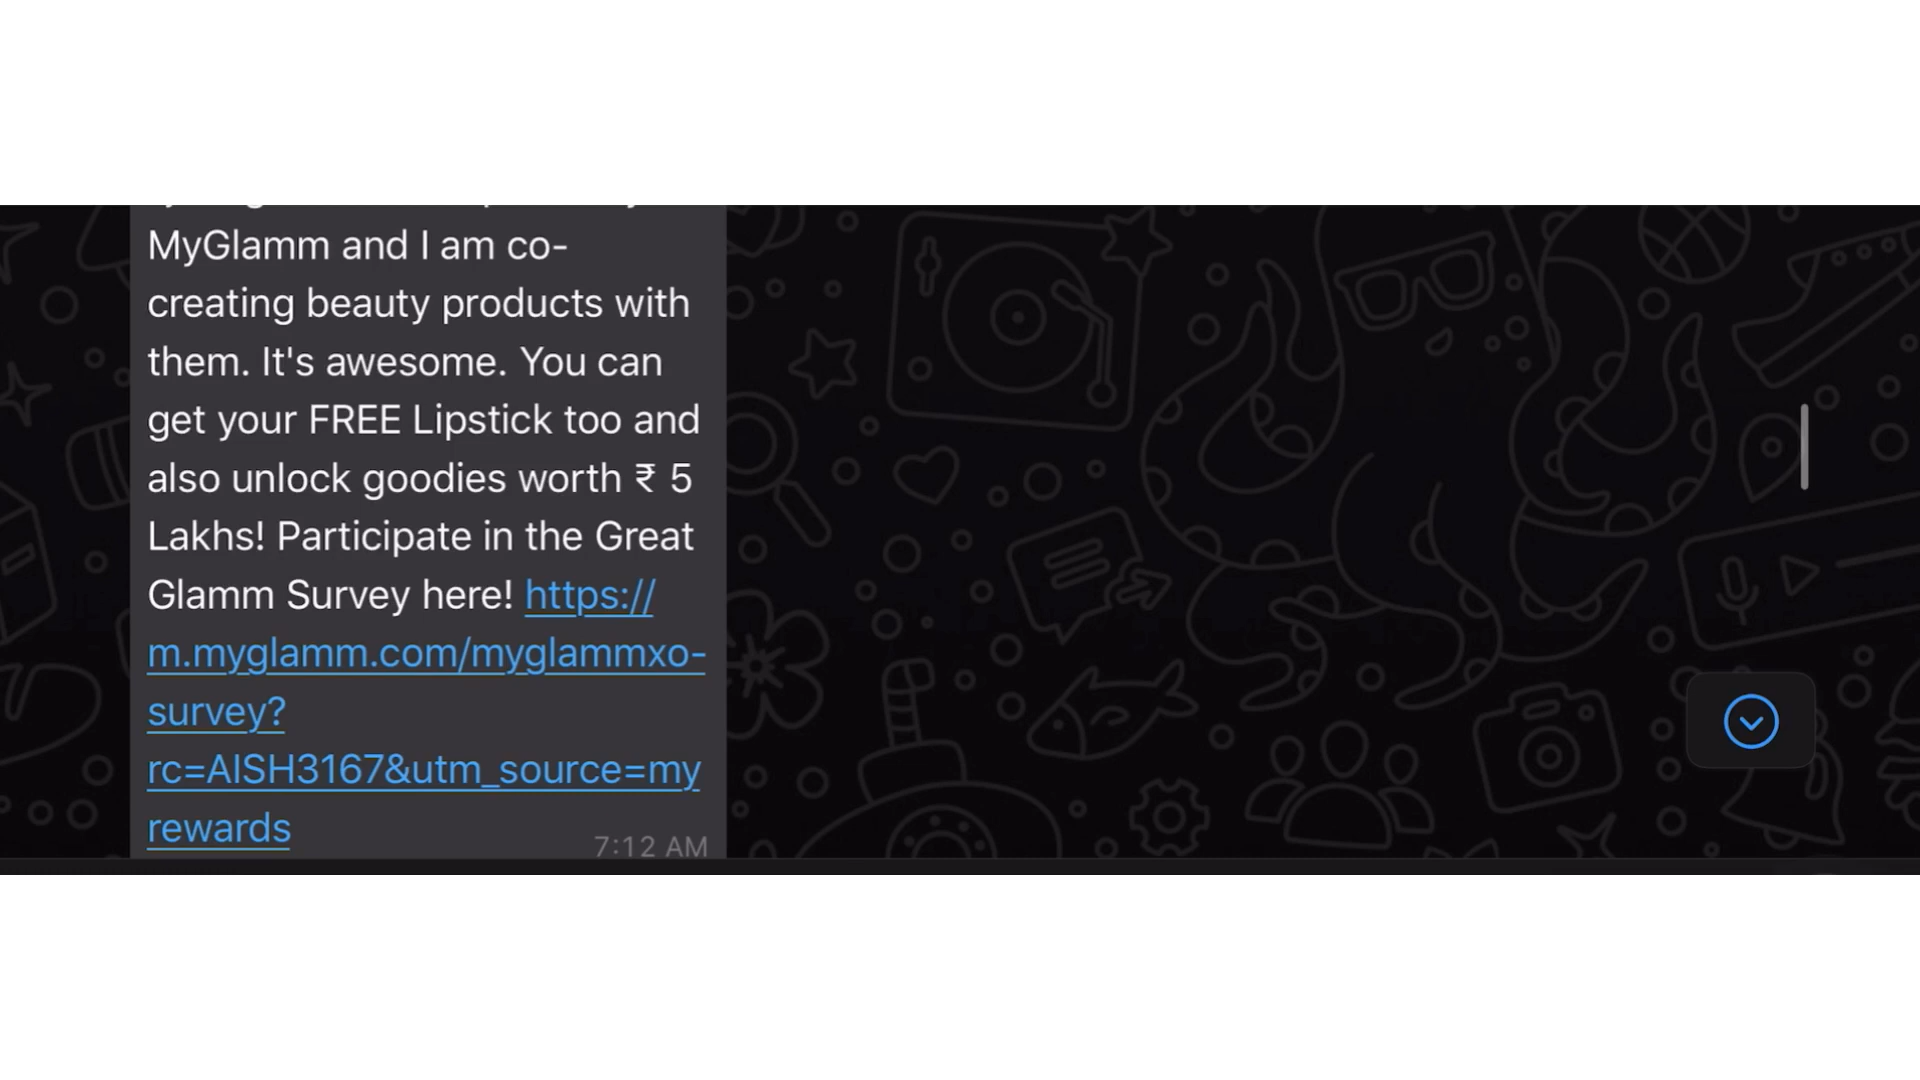 MyGlamm and I am co-
creating beauty products with
them. It's awesome. You can
get your FREE Lipstick too and
also unlock goodies worth ₹ 5
Lakhs! Participate in the Great
Glamm Survey here! https://
m.myglamm.com/myglammxo-
survey?
rc=AISH3167&utm_source=my
rewards
7:12 AM